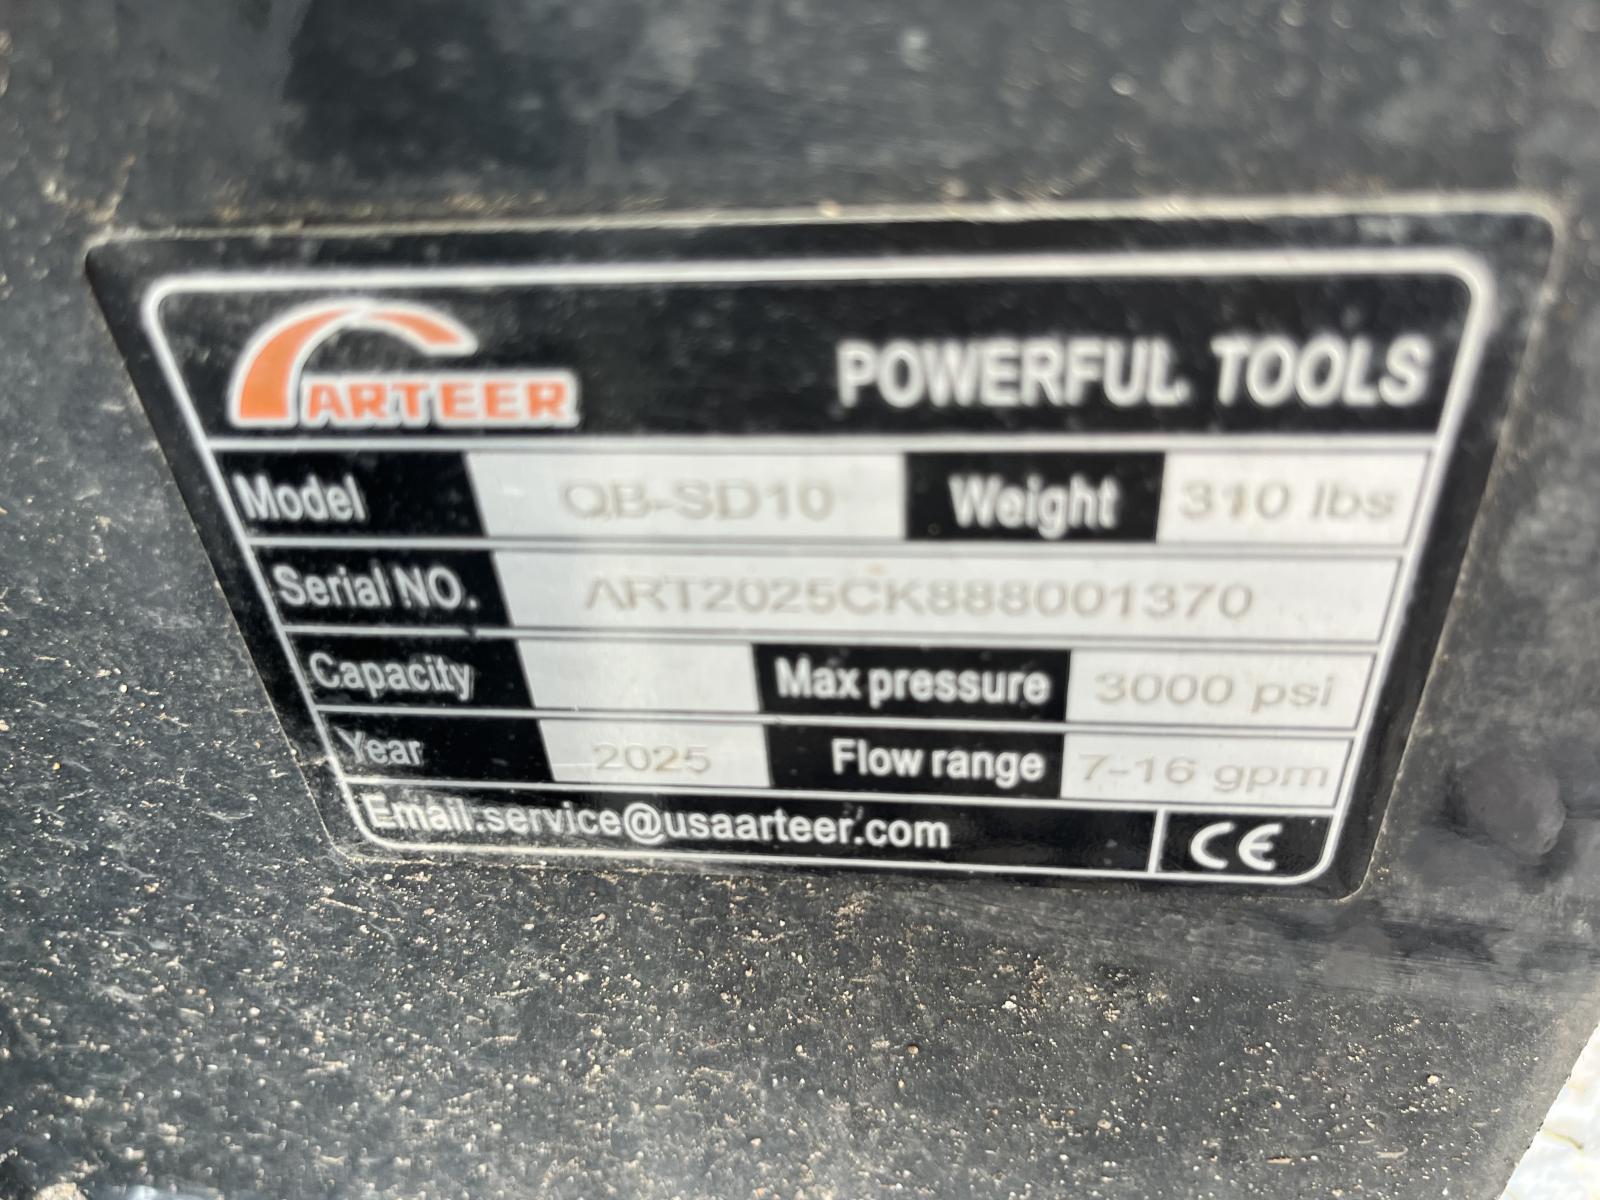 ARTEER POWERFUL TOOLS
Model QB-SD10 Weight 310 lbs
Serial NO. ART2025CK888001370
Capacity Max pressure 3000 psi
Year 2025 Flow range 7-16 gpm
Email:service@usaarteer.com CE